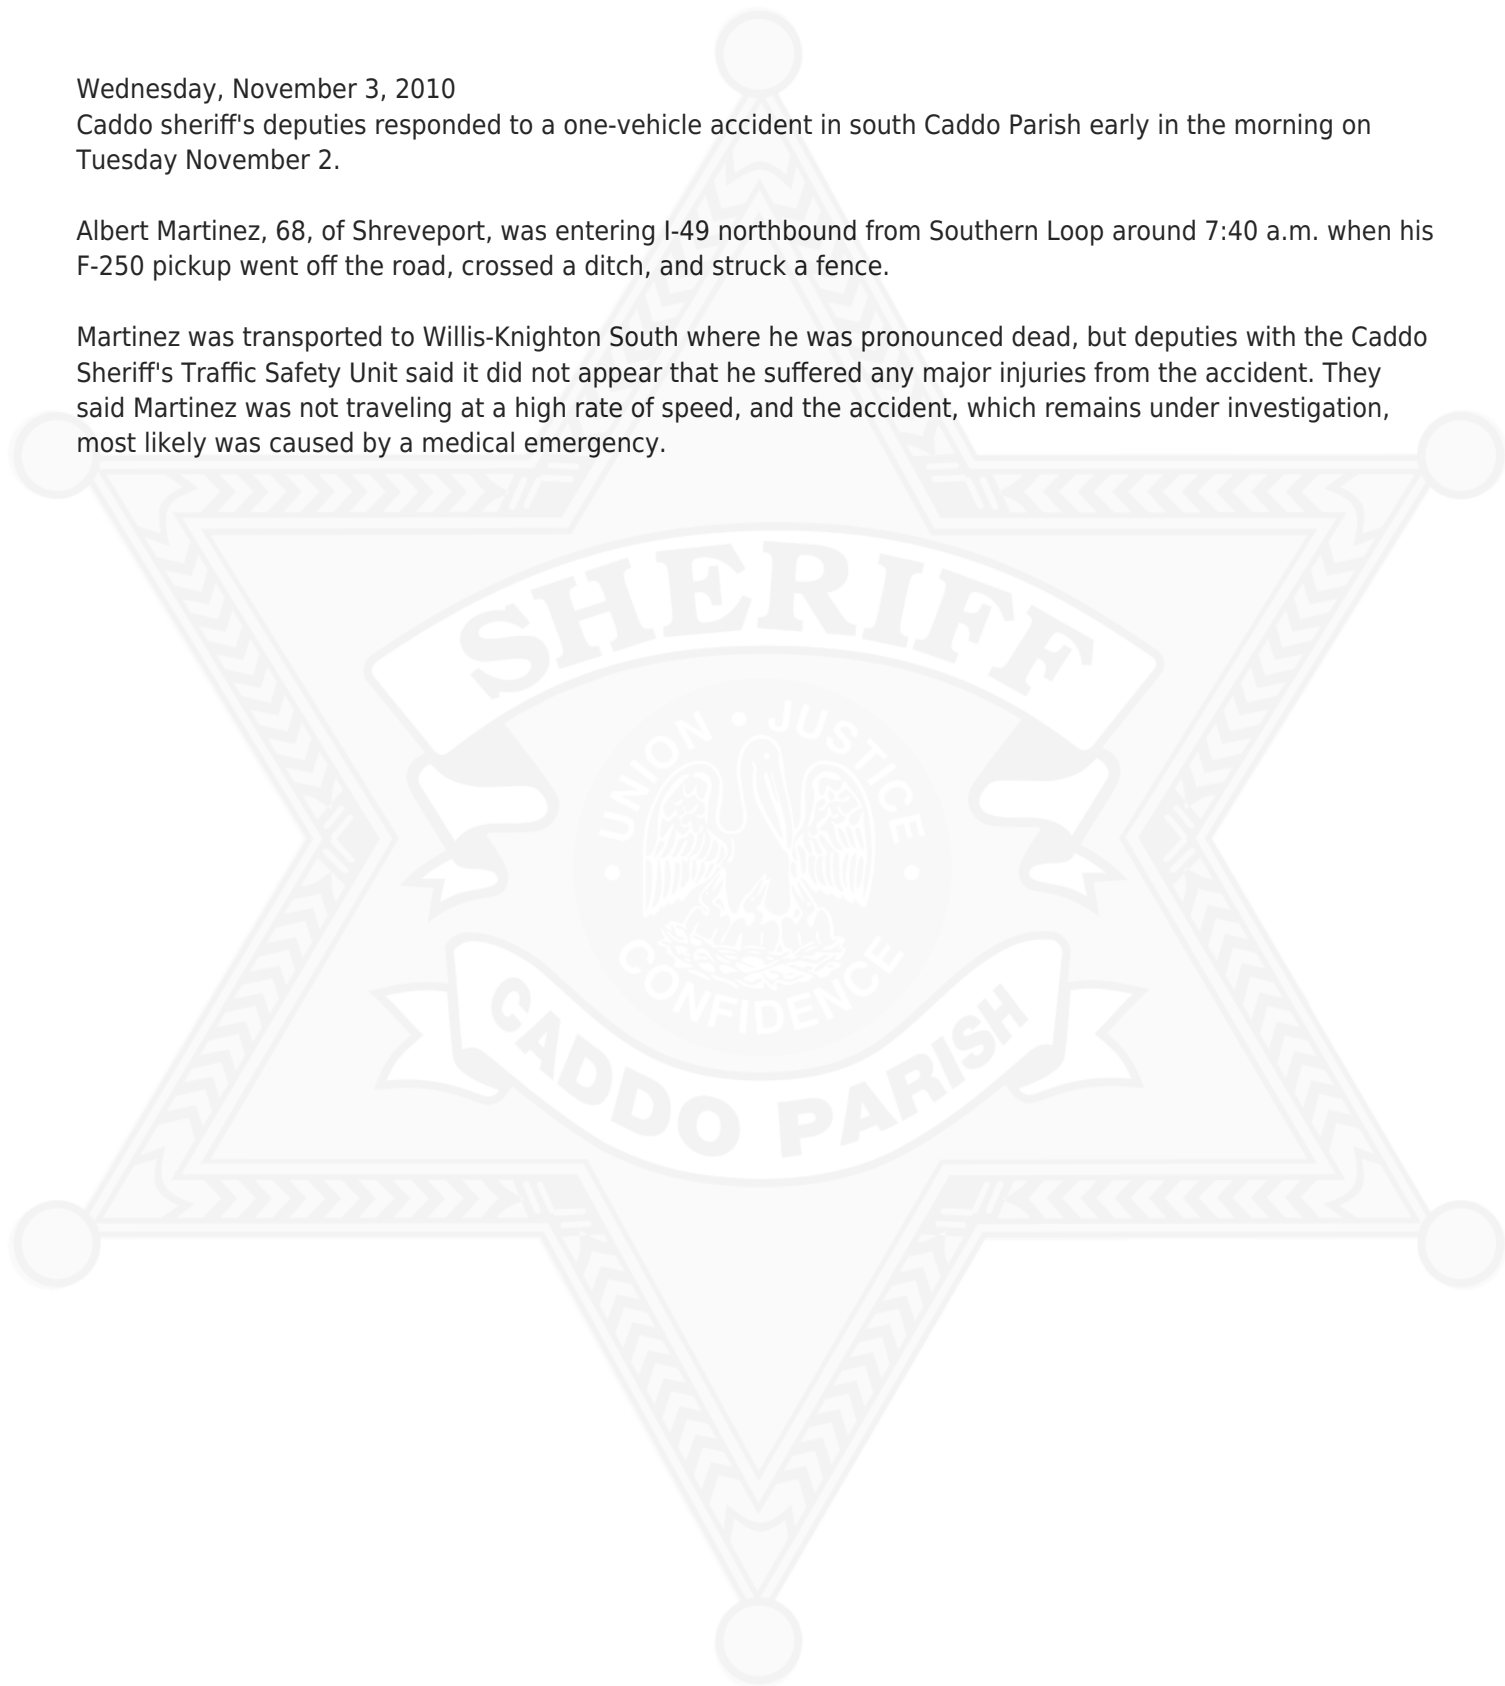 Wednesday, November 3, 2010
Caddo sheriff's deputies responded to a one-vehicle accident in south Caddo Parish early in the morning on
Tuesday November 2.
Albert Martinez, 68, of Shreveport, was entering I-49 northbound from Southern Loop around 7:40 a.m. when his
F-250 pickup went off the road, crossed a ditch, and struck a fence.
Martinez was transported to Willis-Knighton South where he was pronounced dead, but deputies with the Caddo
Sheriff's Traffic Safety Unit said it did not appear that he suffered any major injuries from the accident. They
said Martinez was not traveling at a high rate of speed, and the accident, which remains under investigation,
most likely was caused by a medical emergency.
SHERIFF
UNION • JUSTICE
• CONFIDENCE •
CADDO PARISH